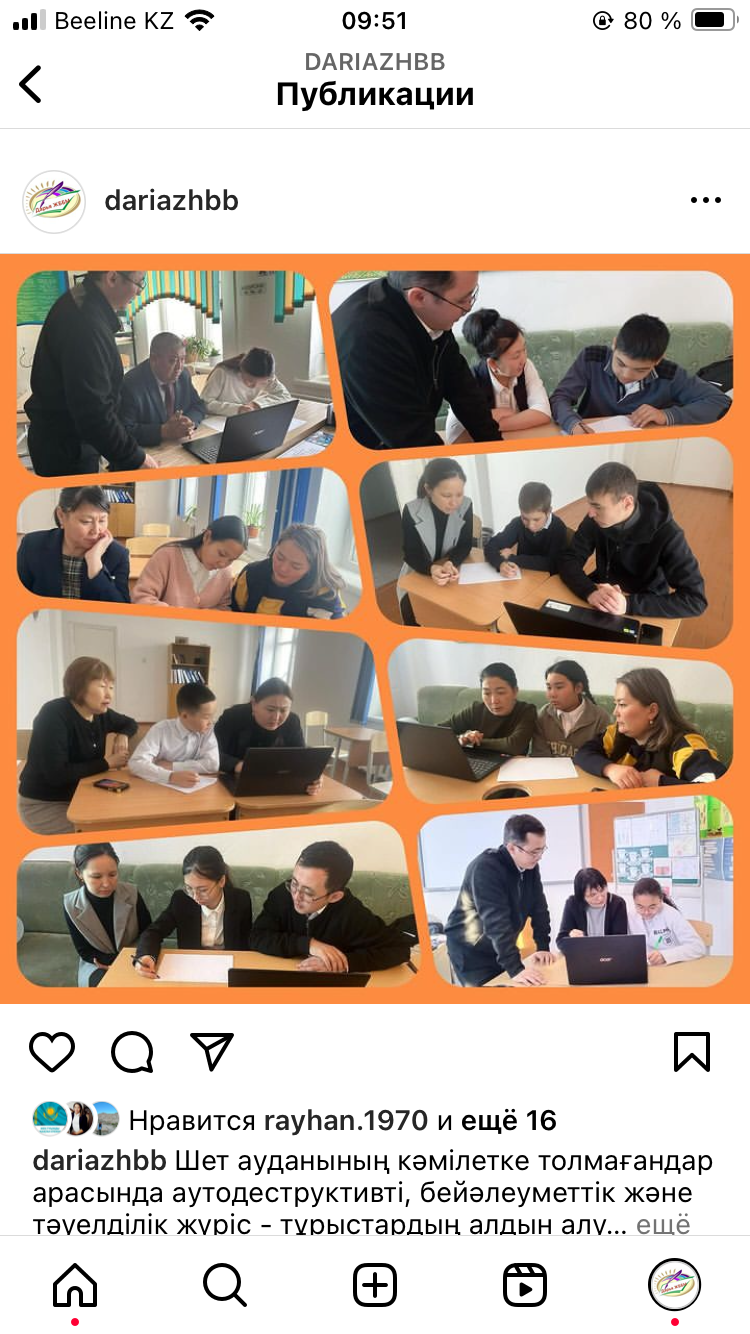 Beeline KZ
09:51
80 %
DARIAZHBB
Публикации
dariazhbb
acer
Нравится rayhan.1970 и ещё 16
dariazhbb Шет ауданының кәмілетке толмағандар
арасында аутодеструктивті, бейәлеуметтік және
тәуелділік жүріс - тұрыстардың алдын алу... ещё